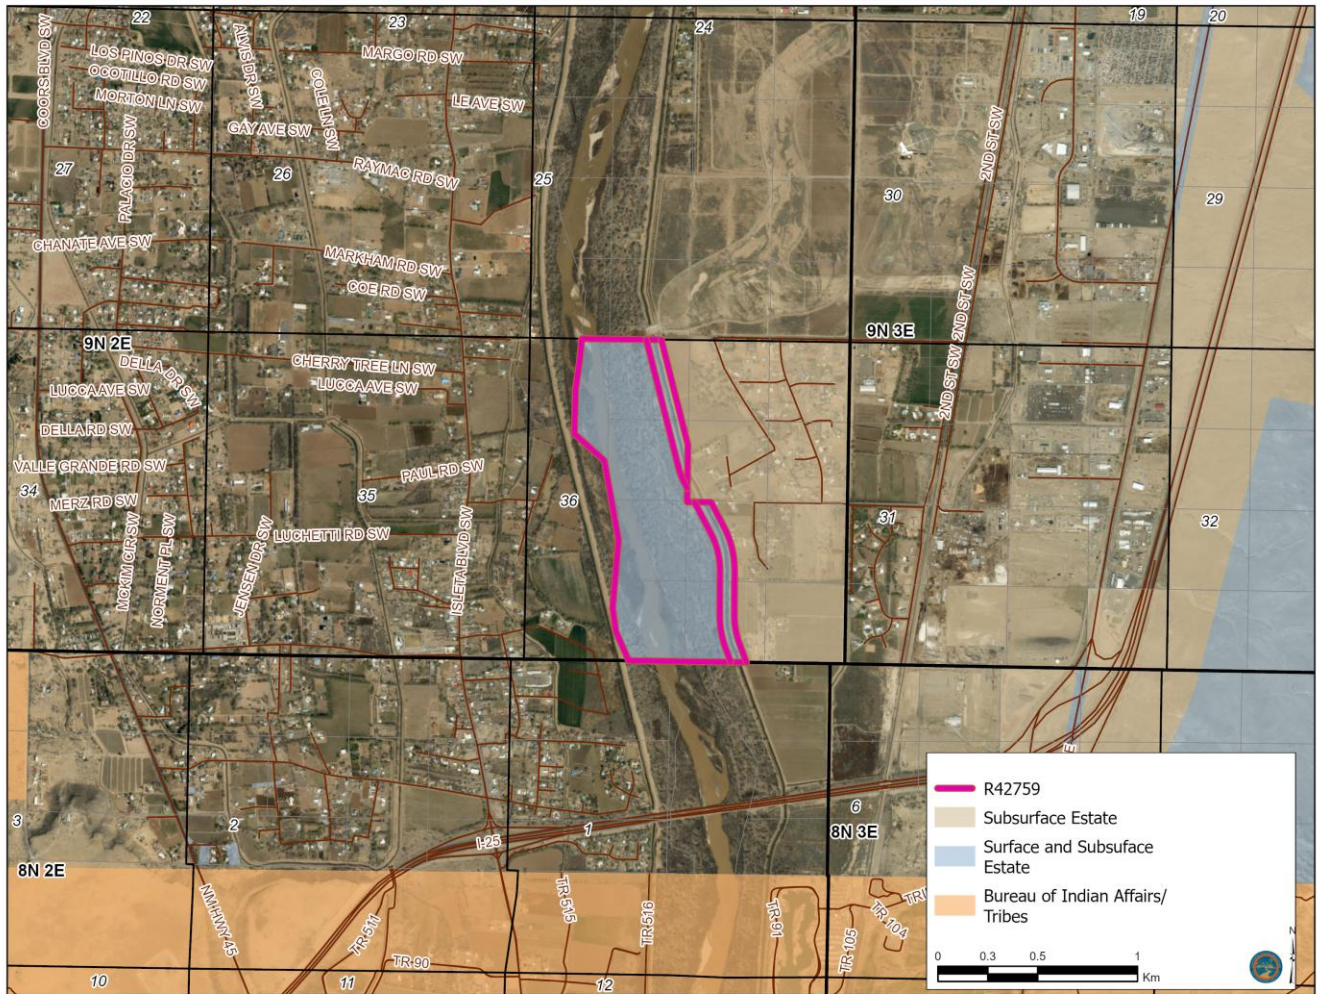 22
23
24
19
20
COORS BLVD SW
LOS PINOS DR SW
OCOTILLO RD SW
MORTON LN SW
ALVIS DR SW
MARGO RD SW
COLE LN SW
LE AVE SW
GAY AVE SW
PALACIO DR SW
2ND ST SW
27
26
RAYMAC RD SW
25
30
29
CHANATE AVE SW
MARKHAM RD SW
COE RD SW
2ND ST SW
9N 2E
9N 3E
DELLA DR SW
CHERRY TREE LN SW
LUCCA AVE SW
LUCCA AVE SW
2ND ST SW
DELLA RD SW
VALLE GRANDE RD SW
PAUL RD SW
34
MERZ RD SW
35
36
31
32
LUCHETTI RD SW
MCKIM CIR SW
NORMENT PL SW
JENSEN DR SW
ISLETA BLVD SW
E
3
2
1
6
8N 3E
I-25
8N 2E
NM HWY 45
TR 511
TR 515
TR 516
TR 91
TR 105
TR 104
TR 90
10
11
12
R42759
Subsurface Estate
Surface and Subsuface
Estate
Bureau of Indian Affairs/
Tribes
0 0.3 0.5 1
Km
N